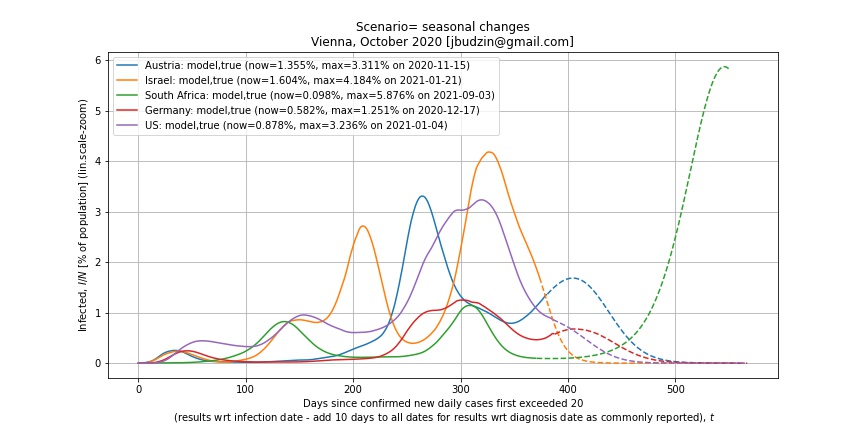 Scenario= seasonal changes
Vienna, October 2020 [jbudzin@gmail.com]
Austria: model,true (now=1.355%, max=3.311% on 2020-11-15)
Israel: model,true (now=1.604%, max=4.184% on 2021-01-21)
South Africa: model,true (now=0.098%, max=5.876% on 2021-09-03)
Germany: model,true (now=0.582%, max=1.251% on 2020-12-17)
US: model,true (now=0.878%, max=3.236% on 2021-01-04)
Infected, I/N [% of population] (lin.scale-zoom)
6
5
4
3
2
1
0
0 100 200 300 400 500
Days since confirmed new daily cases first exceeded 20
(results wrt infection date - add 10 days to all dates for results wrt diagnosis date as commonly reported), t